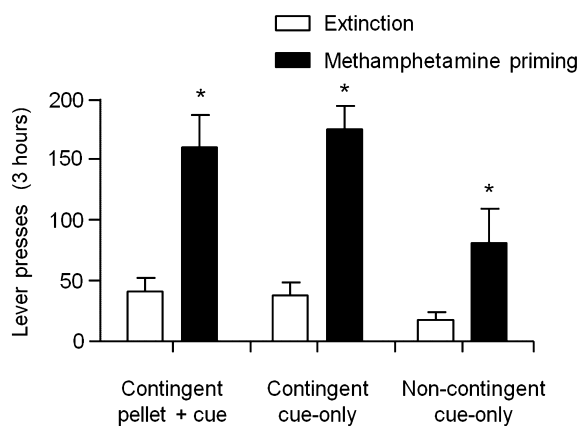 Extinction
Methamphetamine priming
Lever presses (3 hours)
200
150
100
50
0
*
*
*
Contingent
pellet + cue
Contingent
cue-only
Non-contingent
cue-only